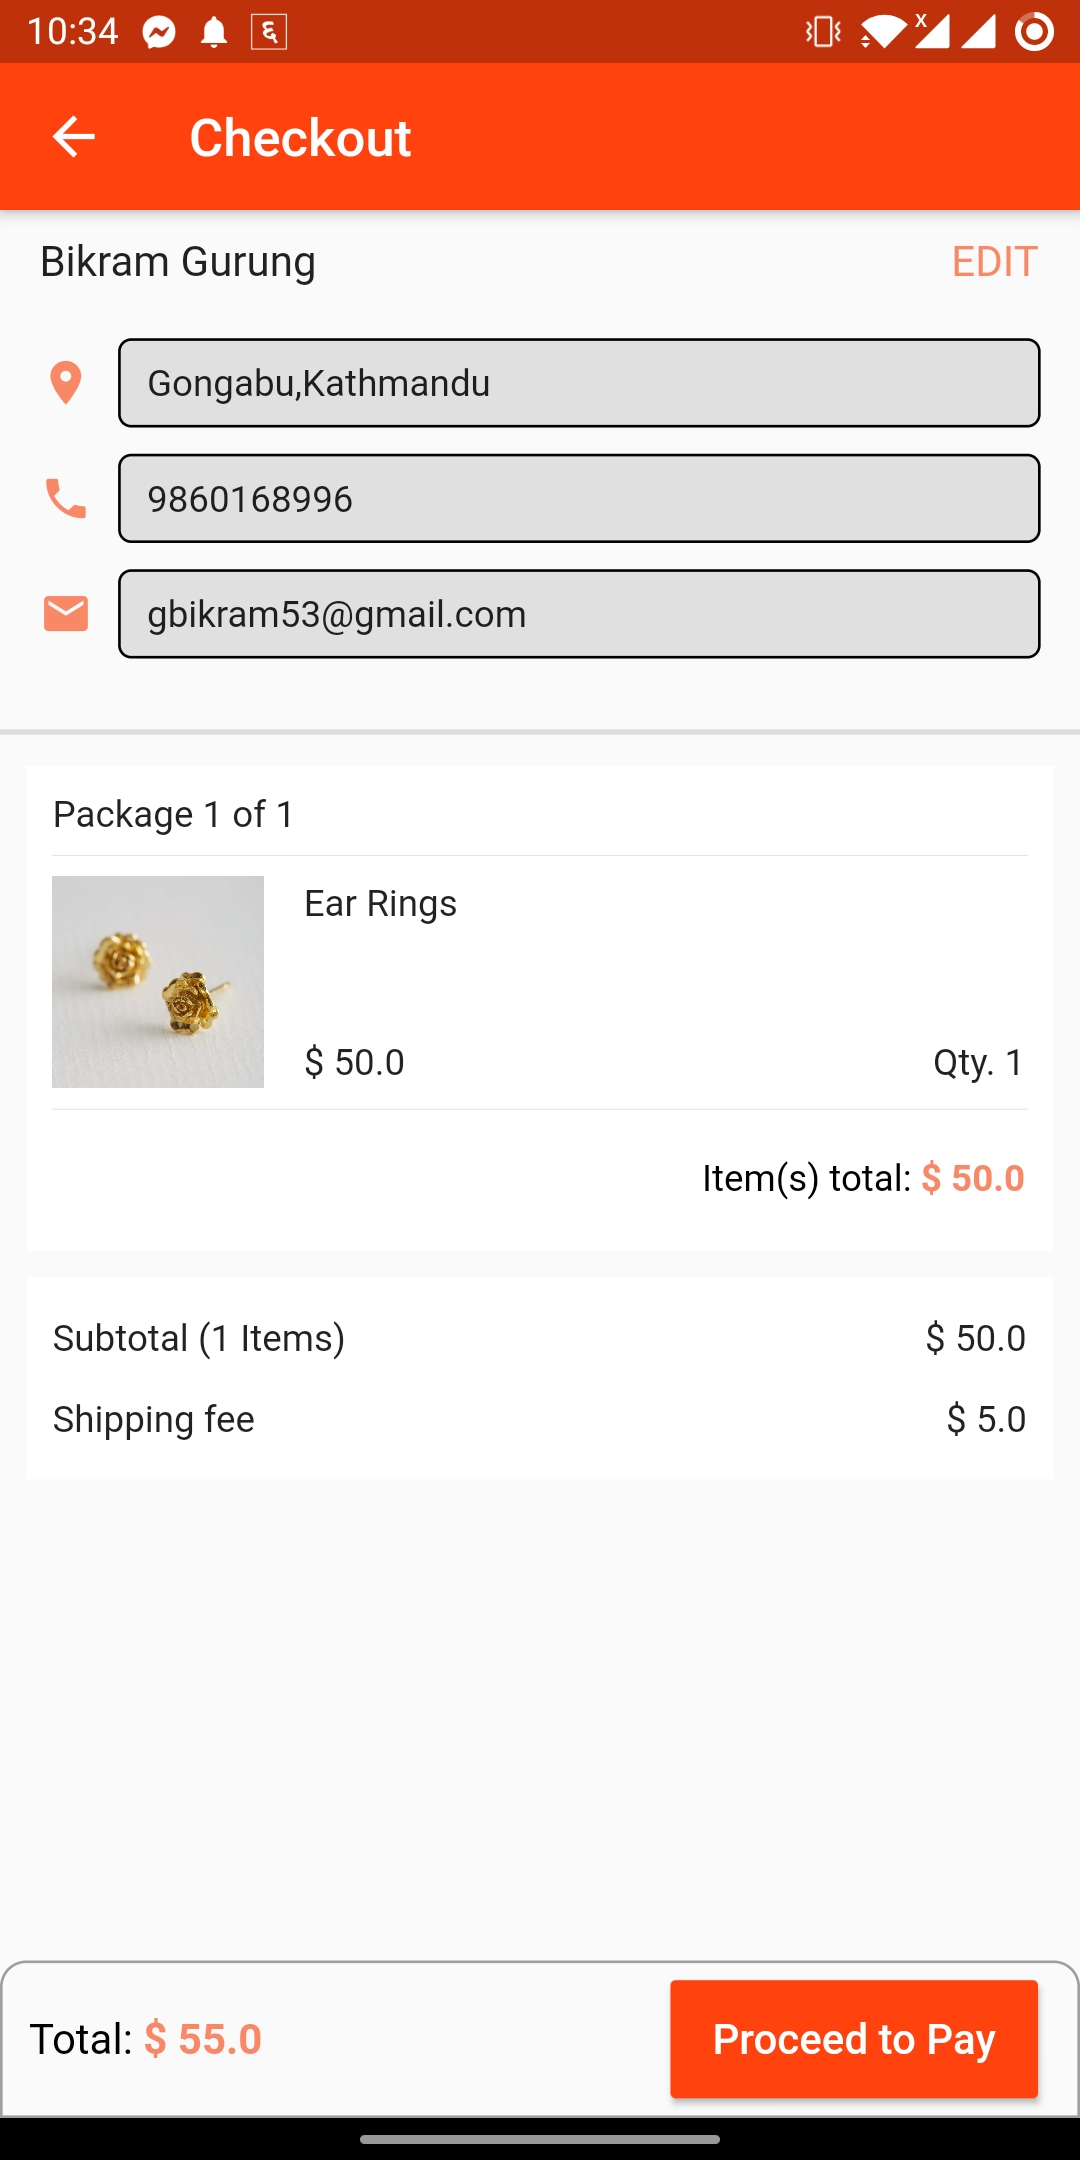 10:34 ६ x
Checkout
Bikram Gurung EDIT
Gongabu,Kathmandu
9860168996
gbikram53@gmail.com
Package 1 of 1
Ear Rings
$ 50.0 Qty. 1
Item(s) total: $ 50.0
Subtotal (1 Items) $ 50.0
Shipping fee $ 5.0
Total: $ 55.0 Proceed to Pay